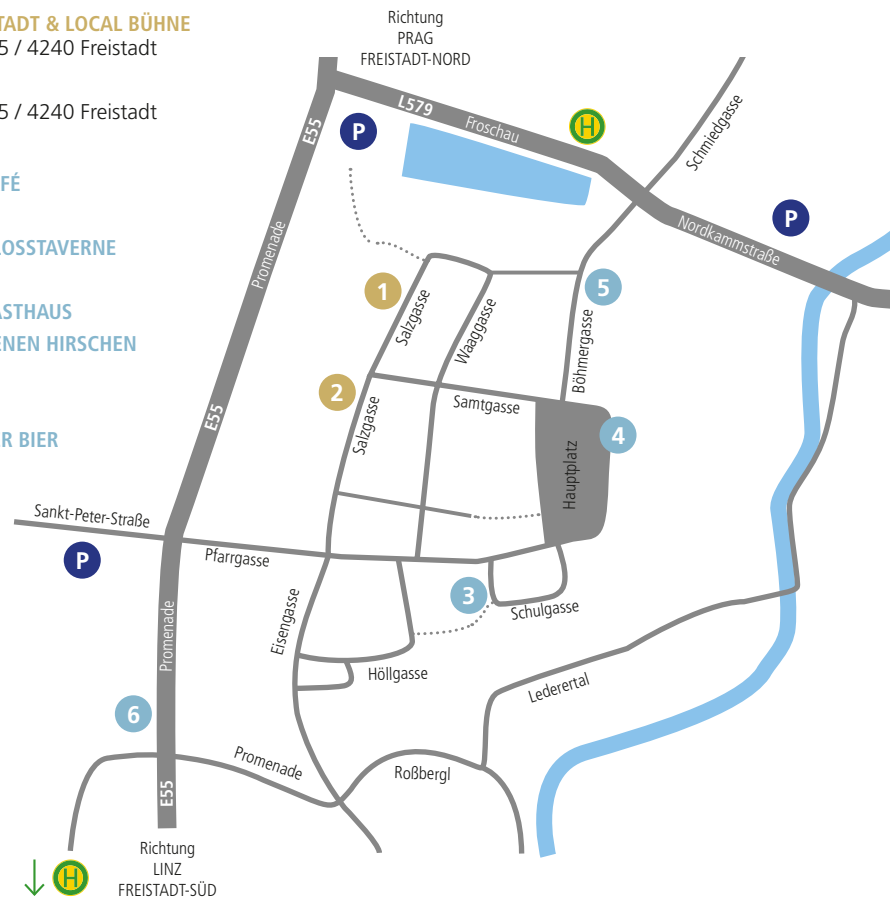 TADT & LOCAL BÜHNE
5 / 4240 Freistadt
5 / 4240 Freistadt
FÉ
OSSTAVERNE
ASTHAUS
ENEN HIRSCHEN
R BIER
Richtung
PRAG
FREISTADT-NORD
L579
Froschau
H
E55
P
Schmiedgasse
P
Nordkammstraße
Promenade
1
Salzgasse
Waaggasse
5
Böhmergasse
2
Salzgasse
Samtgasse
4
Hauptplatz
E55
Sankt-Peter-Straße
P
Pfarrgasse
Promenade
Eisengasse
3
Schulgasse
Höllgasse
Lederertal
6
Promenade
Roßbergl
E55
Richtung
LINZ
FREISTADT-SÜD
H